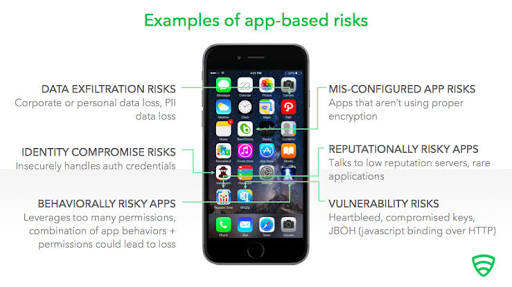 Examples of app-based risks
DATA EXFILTRATION RISKS
Corporate or personal data loss, PII
data loss
IDENTITY COMPROMISE RISKS
Insecurely handles auth credentials
BEHAVIORALLY RISKY APPS
Leverages too many permissions,
combination of app behaviors +
permissions could lead to loss
MIS-CONFIGURED APP RISKS
Apps that aren't using proper
encryption
REPUTATIONALLY RISKY APPS
Talks to low reputation servers, rare
applications
VULNERABILITY RISKS
Heartbleed, compromised keys,
JBOH (javascript binding over HTTP)